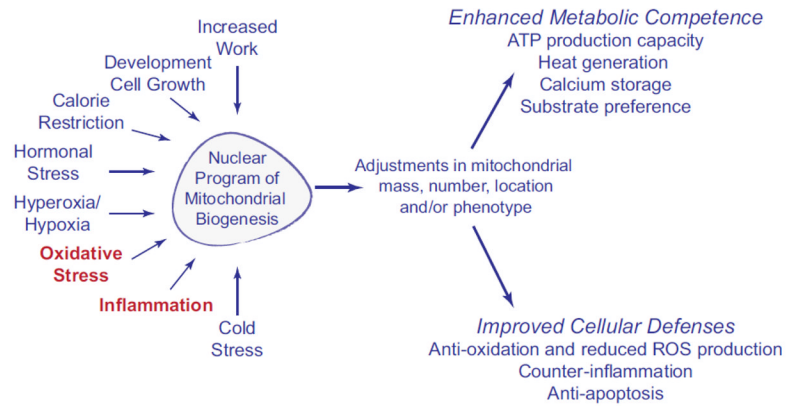 Increased
Work
Development
Cell Growth
Calorie
Restriction
Hormonal
Stress
Hyperoxia/
Hypoxia
Oxidative
Stress
Inflammation
Cold
Stress
Nuclear
Program of
Mitochondrial
Biogenesis
Adjustments in mitochondrial
mass, number, location
and/or phenotype
Enhanced Metabolic Competence
ATP production capacity
Heat generation
Calcium storage
Substrate preference
Improved Cellular Defenses
Anti-oxidation and reduced ROS production
Counter-inflammation
Anti-apoptosis